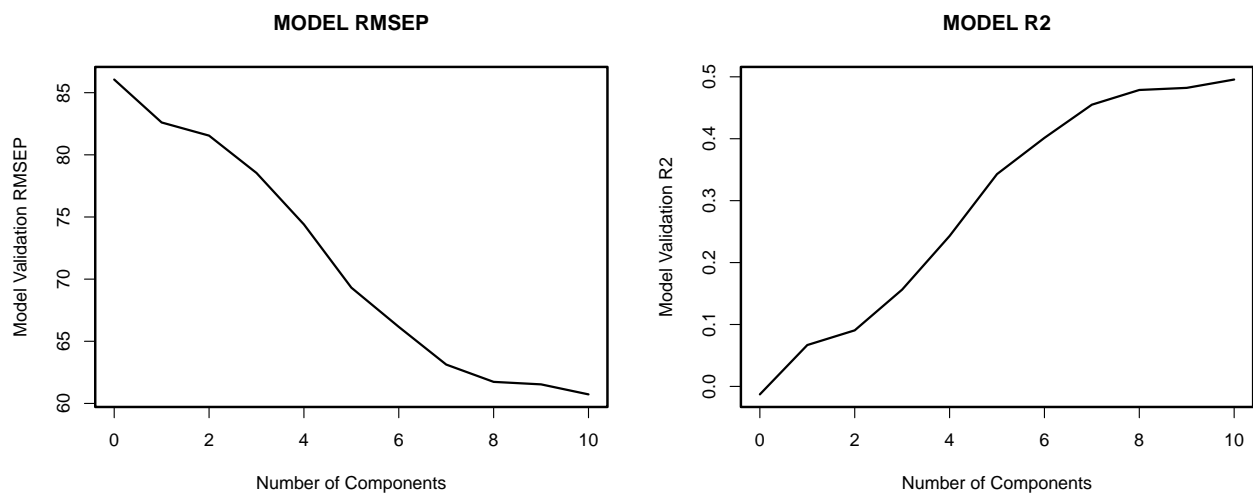 MODEL RMSEP
Model Validation RMSEP
85
80
75
70
65
60
0 2 4 6 8 10
Number of Components
MODEL R2
Model Validation R2
0.5
0.4
0.3
0.2
0.1
0.0
0 2 4 6 8 10
Number of Components